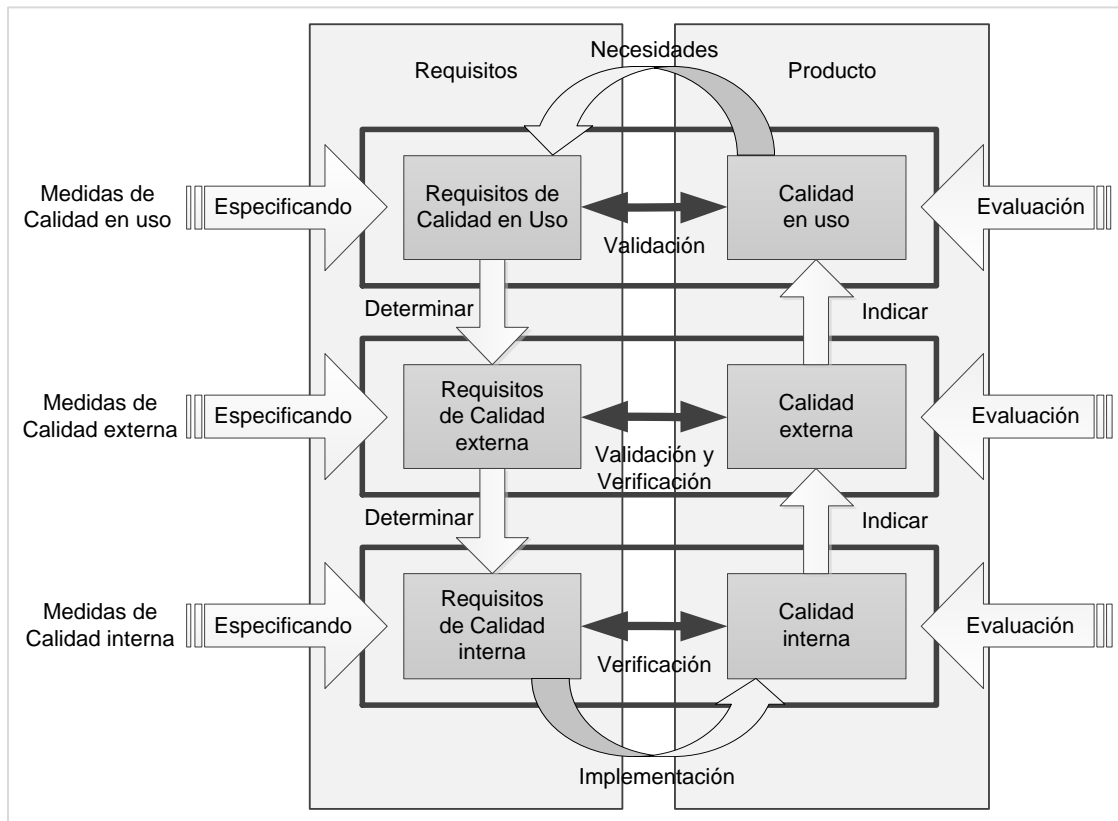 Necesidades
Requisitos
Producto
Medidas de
Calidad en uso
Especificando
Requisitos de
Calidad en Uso
Validación
Calidad
en uso
Evaluación
Determinar
Indicar
Medidas de
Calidad externa
Especificando
Requisitos
de Calidad
externa
Validación y
Verificación
Calidad
externa
Evaluación
Determinar
Indicar
Medidas de
Calidad interna
Especificando
Requisitos
de Calidad
interna
Verificación
Calidad
interna
Evaluación
Implementación